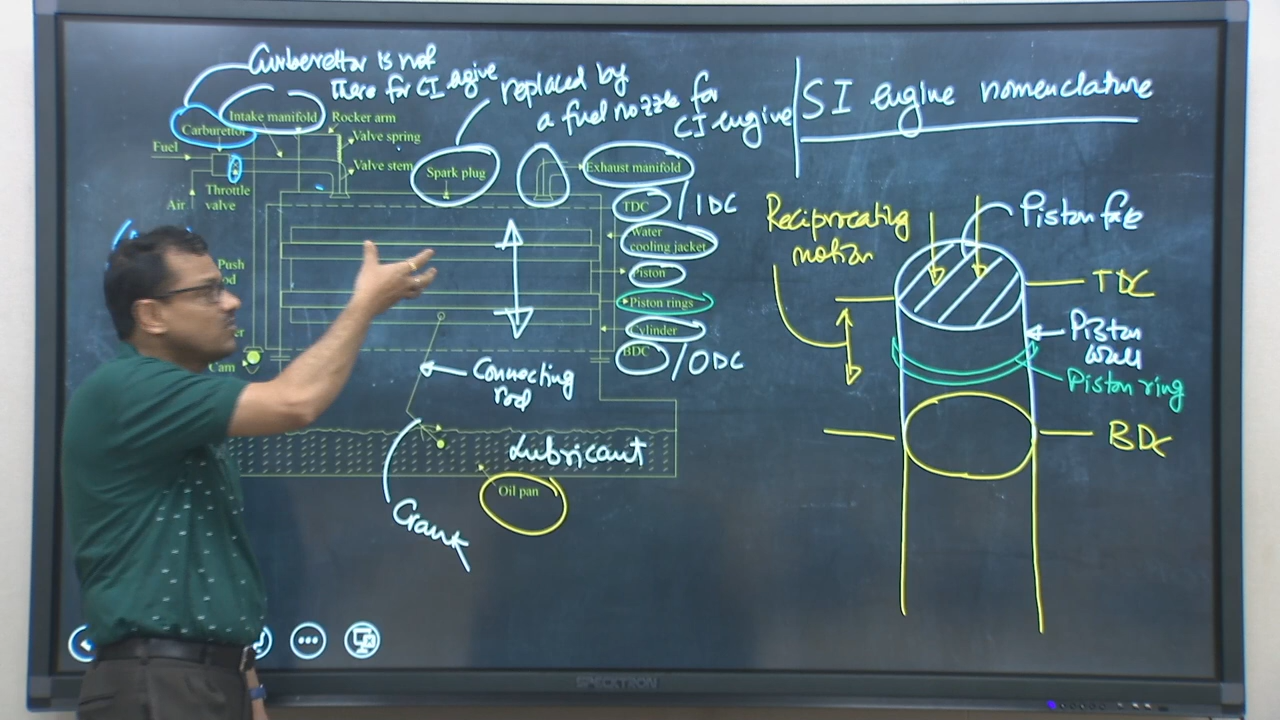 Carberettor is not
there for CI engine
replaced by
a fuel nozzle for
CI engine
SI engine nomenclature
Intake manifold
Rocker arm
Carburettor
Valve spring
Fuel
Valve stem
Spark plug
Exhaust manifold
Throttle
valve
Air
TDC
/ IDC
Water
cooling jacket
Push
Piston
Piston rings
Cylinder
BDC
/ ODC
Cam
Connecting
rod
Lubricant
Oil pan
Crank
Reciprocating
motion
Piston face
TDC
Piston
wall
Piston ring
BDC
SPECKTRON